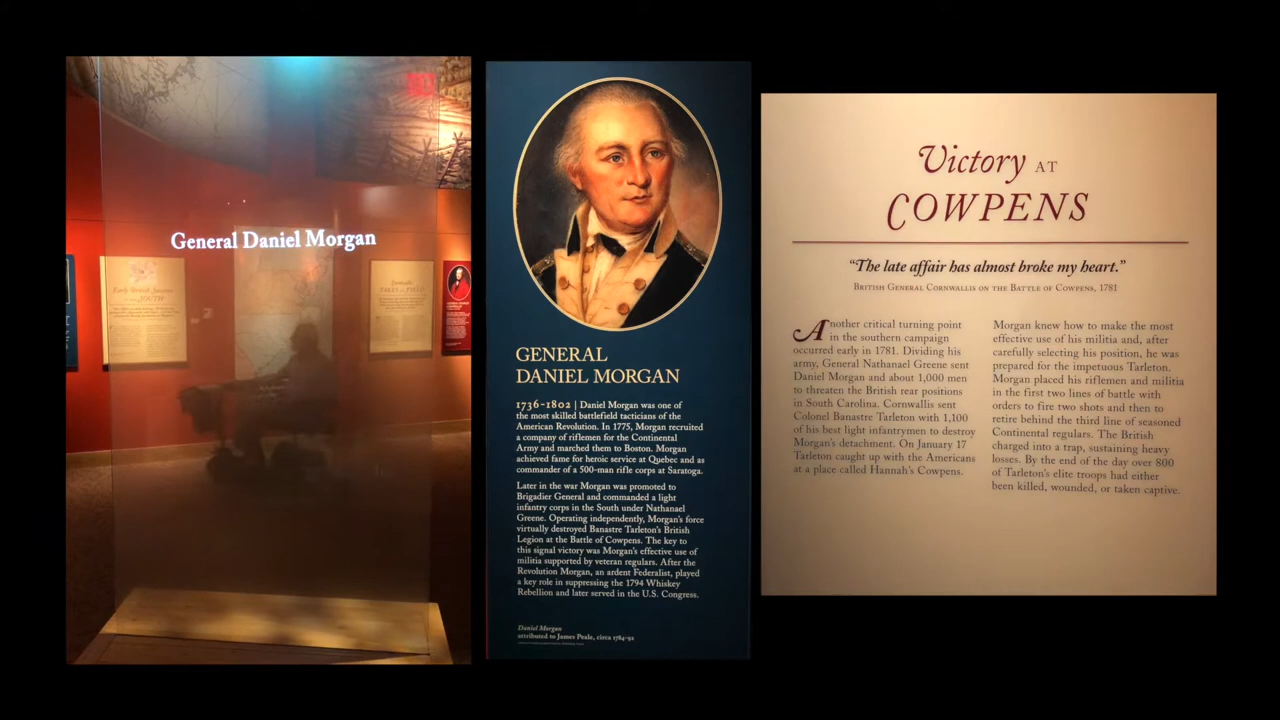 General Daniel Morgan
GENERAL
DANIEL MORGAN
1736-1802 | Daniel Morgan was one of
the most skilled battlefield tacticians of the
American Revolution. In 1775, Morgan recruited
a company of riflemen for the Continental
Army and marched them to Boston. Morgan
achieved fame for heroic service at Quebec and as
commander of a 500-man rifle corps at Saratoga.
Later in the war Morgan was promoted to
Brigadier General and commanded a light
infantry corps in the South under Nathanael
Greene. Operating independently, Morgan's force
virtually destroyed Banastre Tarleton's British
Legion at the Battle of Cowpens. The key to
this signal victory was Morgan's effective use of
militia supported by veteran regulars. After the
Revolution Morgan, an ardent Federalist, played
a key role in suppressing the 1794 Whiskey
Rebellion and later served in the U.S. Congress.
Daniel Morgan
attributed to James Peale, circa 1784-92
Victory AT
COWPENS
“The late affair has almost broke my heart.”
BRITISH GENERAL CORNWALLIS ON THE BATTLE OF COWPENS, 1781
Another critical turning point
in the southern campaign
occurred early in 1781. Dividing his
army, General Nathanael Greene sent
Daniel Morgan and about 1,000 men
to threaten the British rear positions
in South Carolina. Cornwallis sent
Colonel Banastre Tarleton with 1,100
of his best light infantrymen to destroy
Morgan's detachment. On January 17
Tarleton caught up with the Americans
at a place called Hannah's Cowpens.
Morgan knew how to make the most
effective use of his militia and, after
carefully selecting his position, he was
prepared for the impetuous Tarleton.
Morgan placed his riflemen and militia
in the first two lines of battle with
orders to fire two shots and then to
retire behind the third line of seasoned
Continental regulars. The British
charged into a trap, sustaining heavy
losses. By the end of the day over 800
of Tarleton's elite troops had either
been killed, wounded, or taken captive.